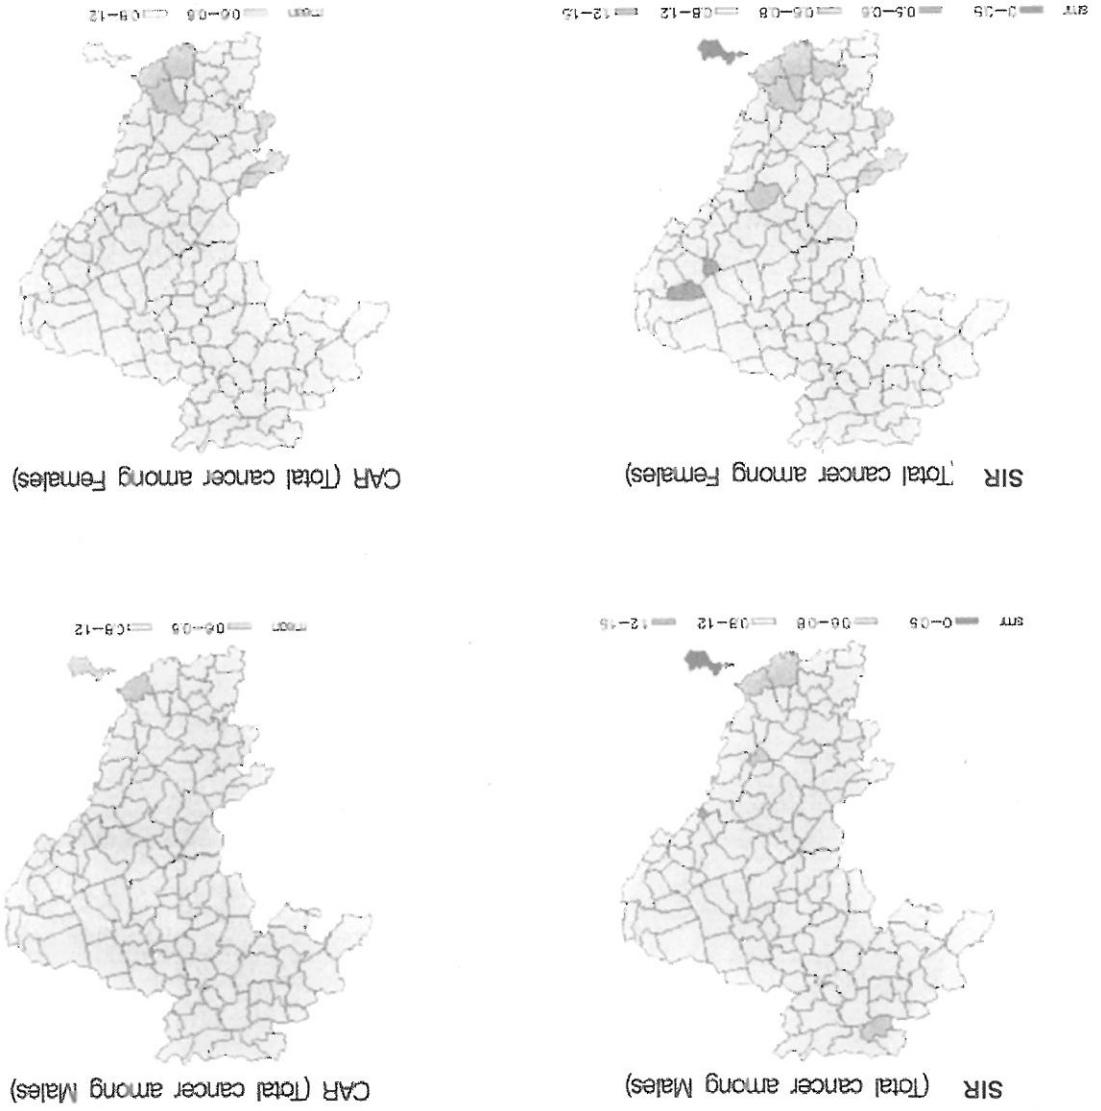 SIR (Total cancer among Males)
CAR (Total cancer among Males)
smr 0-0.5 0.6-0.8 0.8-1.2 1.2-1.5
mean 0.8-1.2
SIR (Total cancer among Females)
CAR (Total cancer among Females)
smr 0-0.5 0.5-0.6 0.6-0.8 0.8-1.2 1.2-1.5
mean 0.6-0.8 0.8-1.2